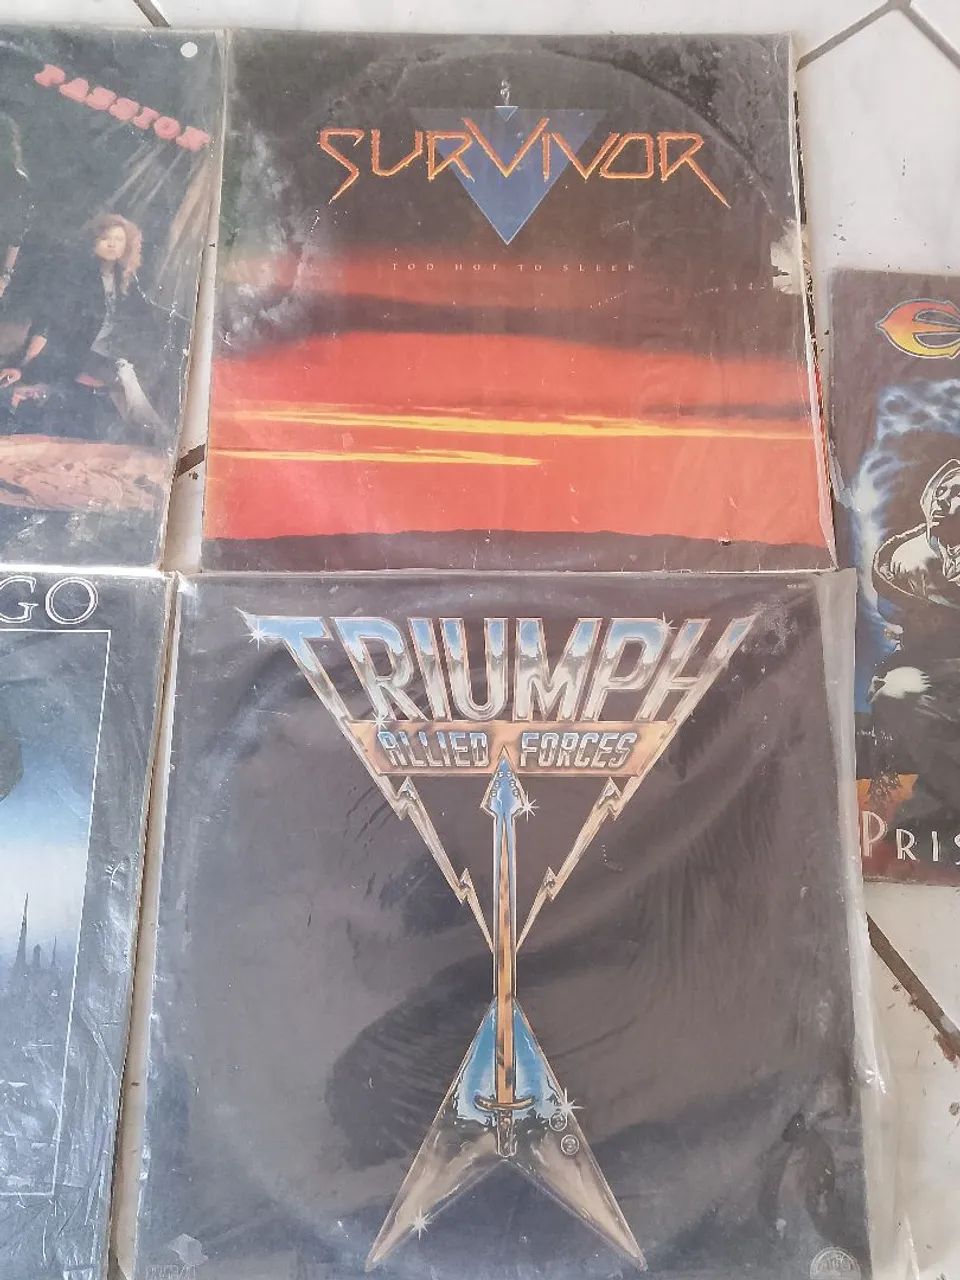 PASSION
SURVIVOR
TOO HOT TO SLEEP
GO
TRIUMPH
ALLIED FORCES
E
PRIS